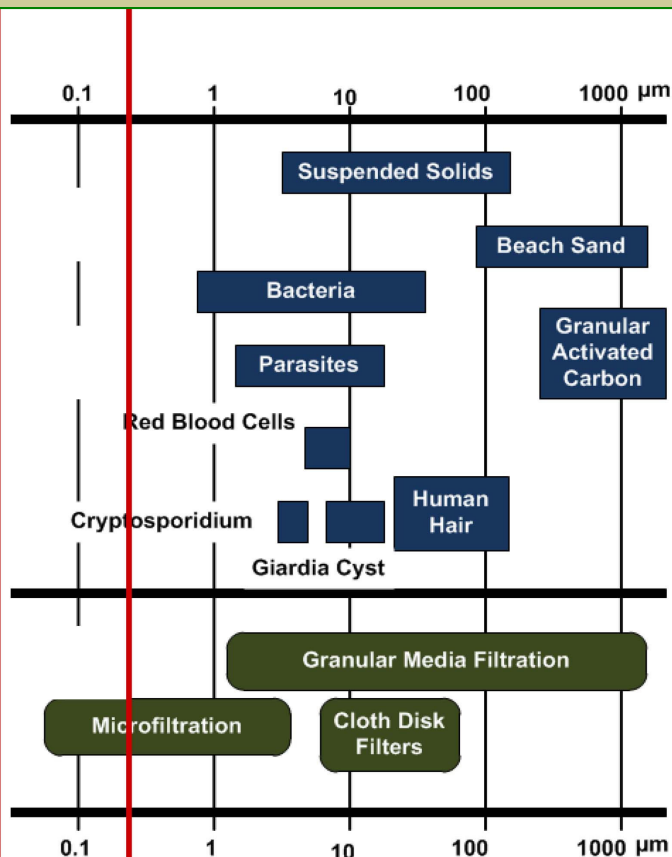 0.1 1 10 100 1000 µm
Suspended Solids
Beach Sand
Bacteria
Granular
Activated
Carbon
Parasites
Red Blood Cells
Human
Hair
Cryptosporidium
Giardia Cyst
Granular Media Filtration
Microfiltration
Cloth Disk
Filters
0.1 1 10 100 1000 µm